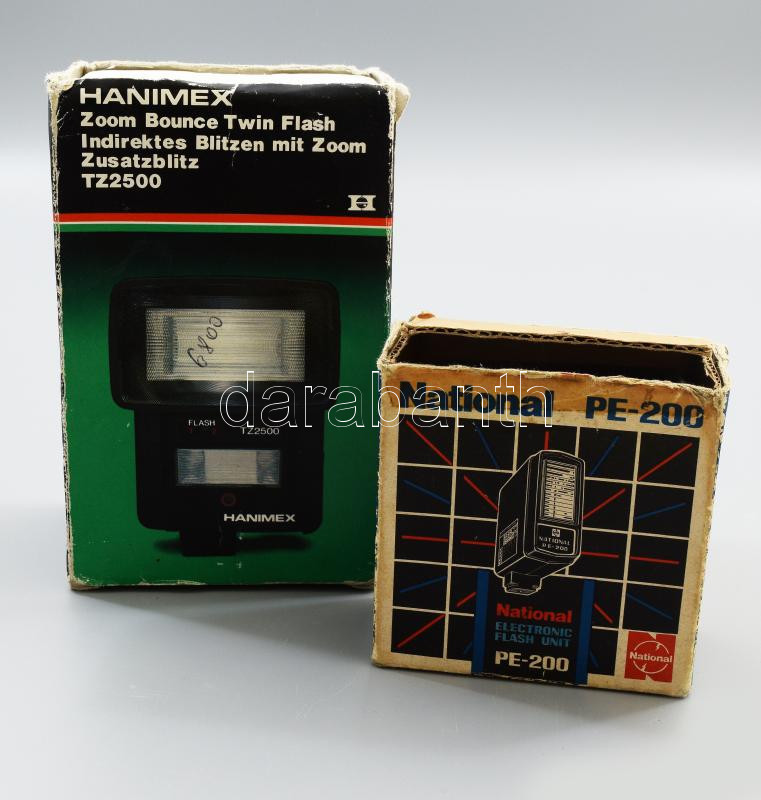 HANIMEX
Zoom Bounce Twin Flash
Indirektes Blitzen mit Zoom
Zusatzblitz
TZ2500
H
6800
FLASH
TZ2500
HANIMEX
darabanth
National PE-200
NATIONAL
PE-200
National
ELECTRONIC
FLASH UNIT
PE-200
National